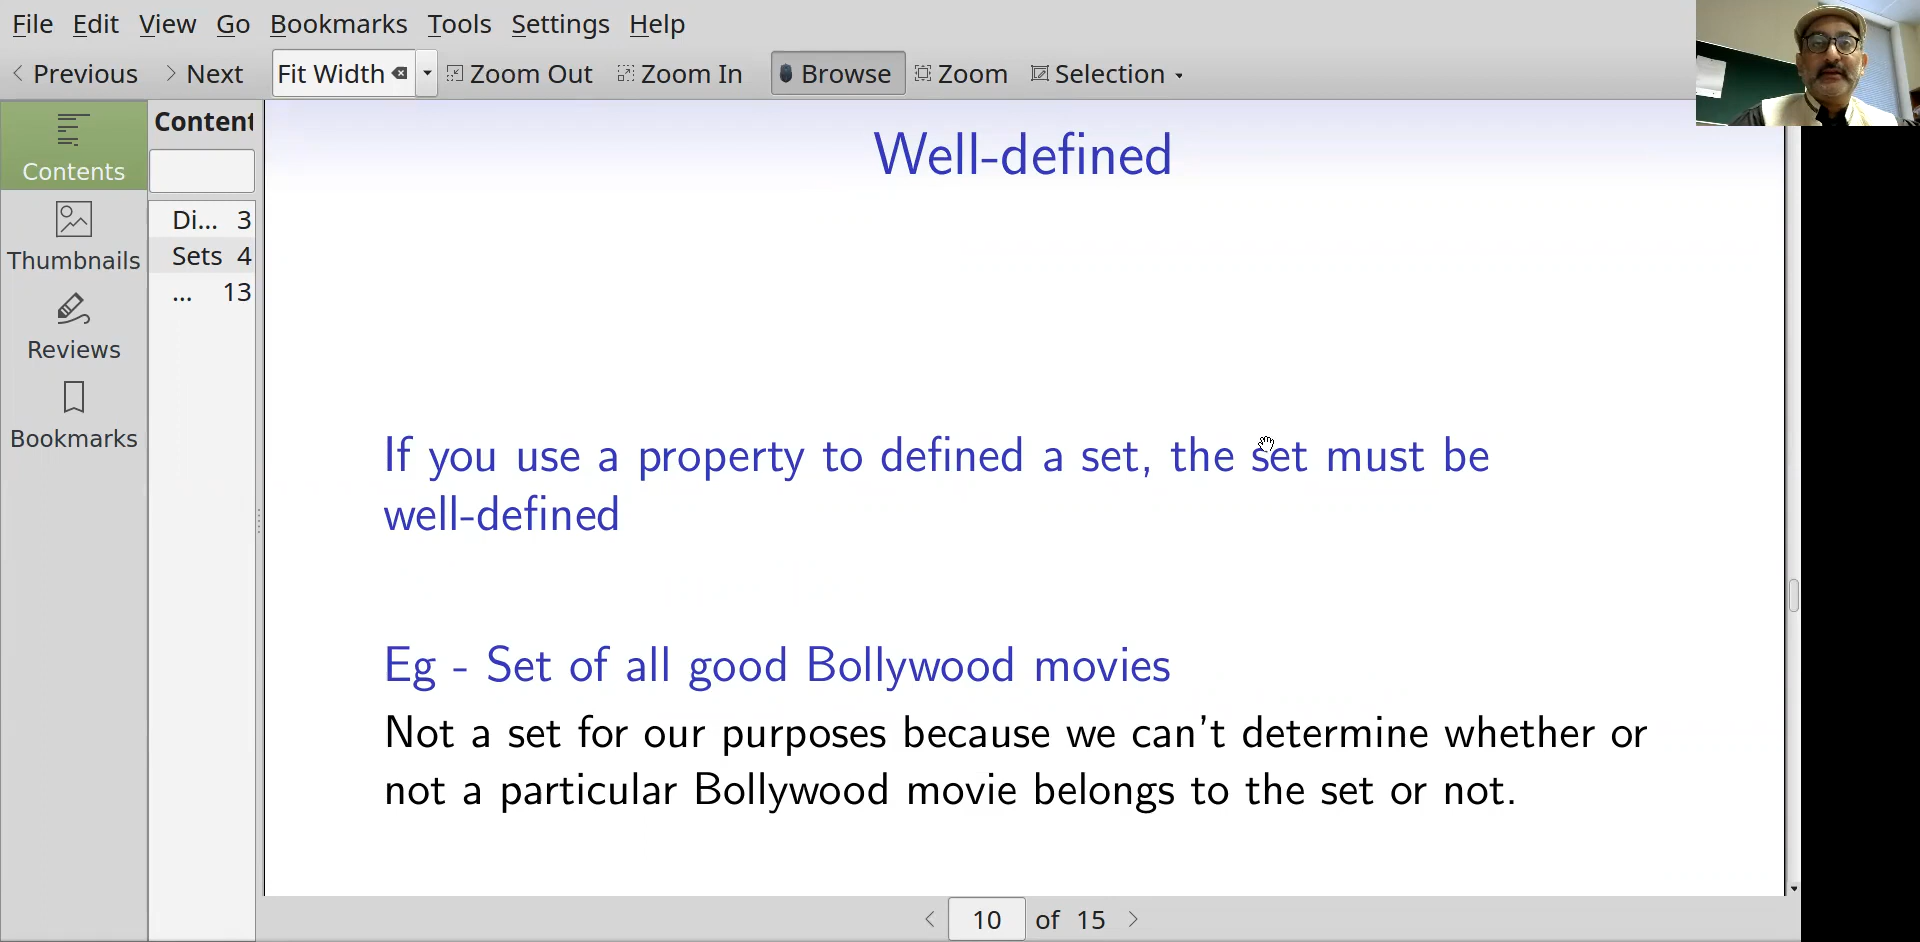 File Edit View Go Bookmarks Tools Settings Help
Previous Next Fit Width Zoom Out Zoom In Browse Zoom Selection
Contents
Thumbnails
Reviews
Bookmarks
Content
Di... 3
Sets 4
... 13
Well-defined
If you use a property to defined a set, the set must be
well-defined
Eg - Set of all good Bollywood movies
Not a set for our purposes because we can't determine whether or
not a particular Bollywood movie belongs to the set or not.
10 of 15